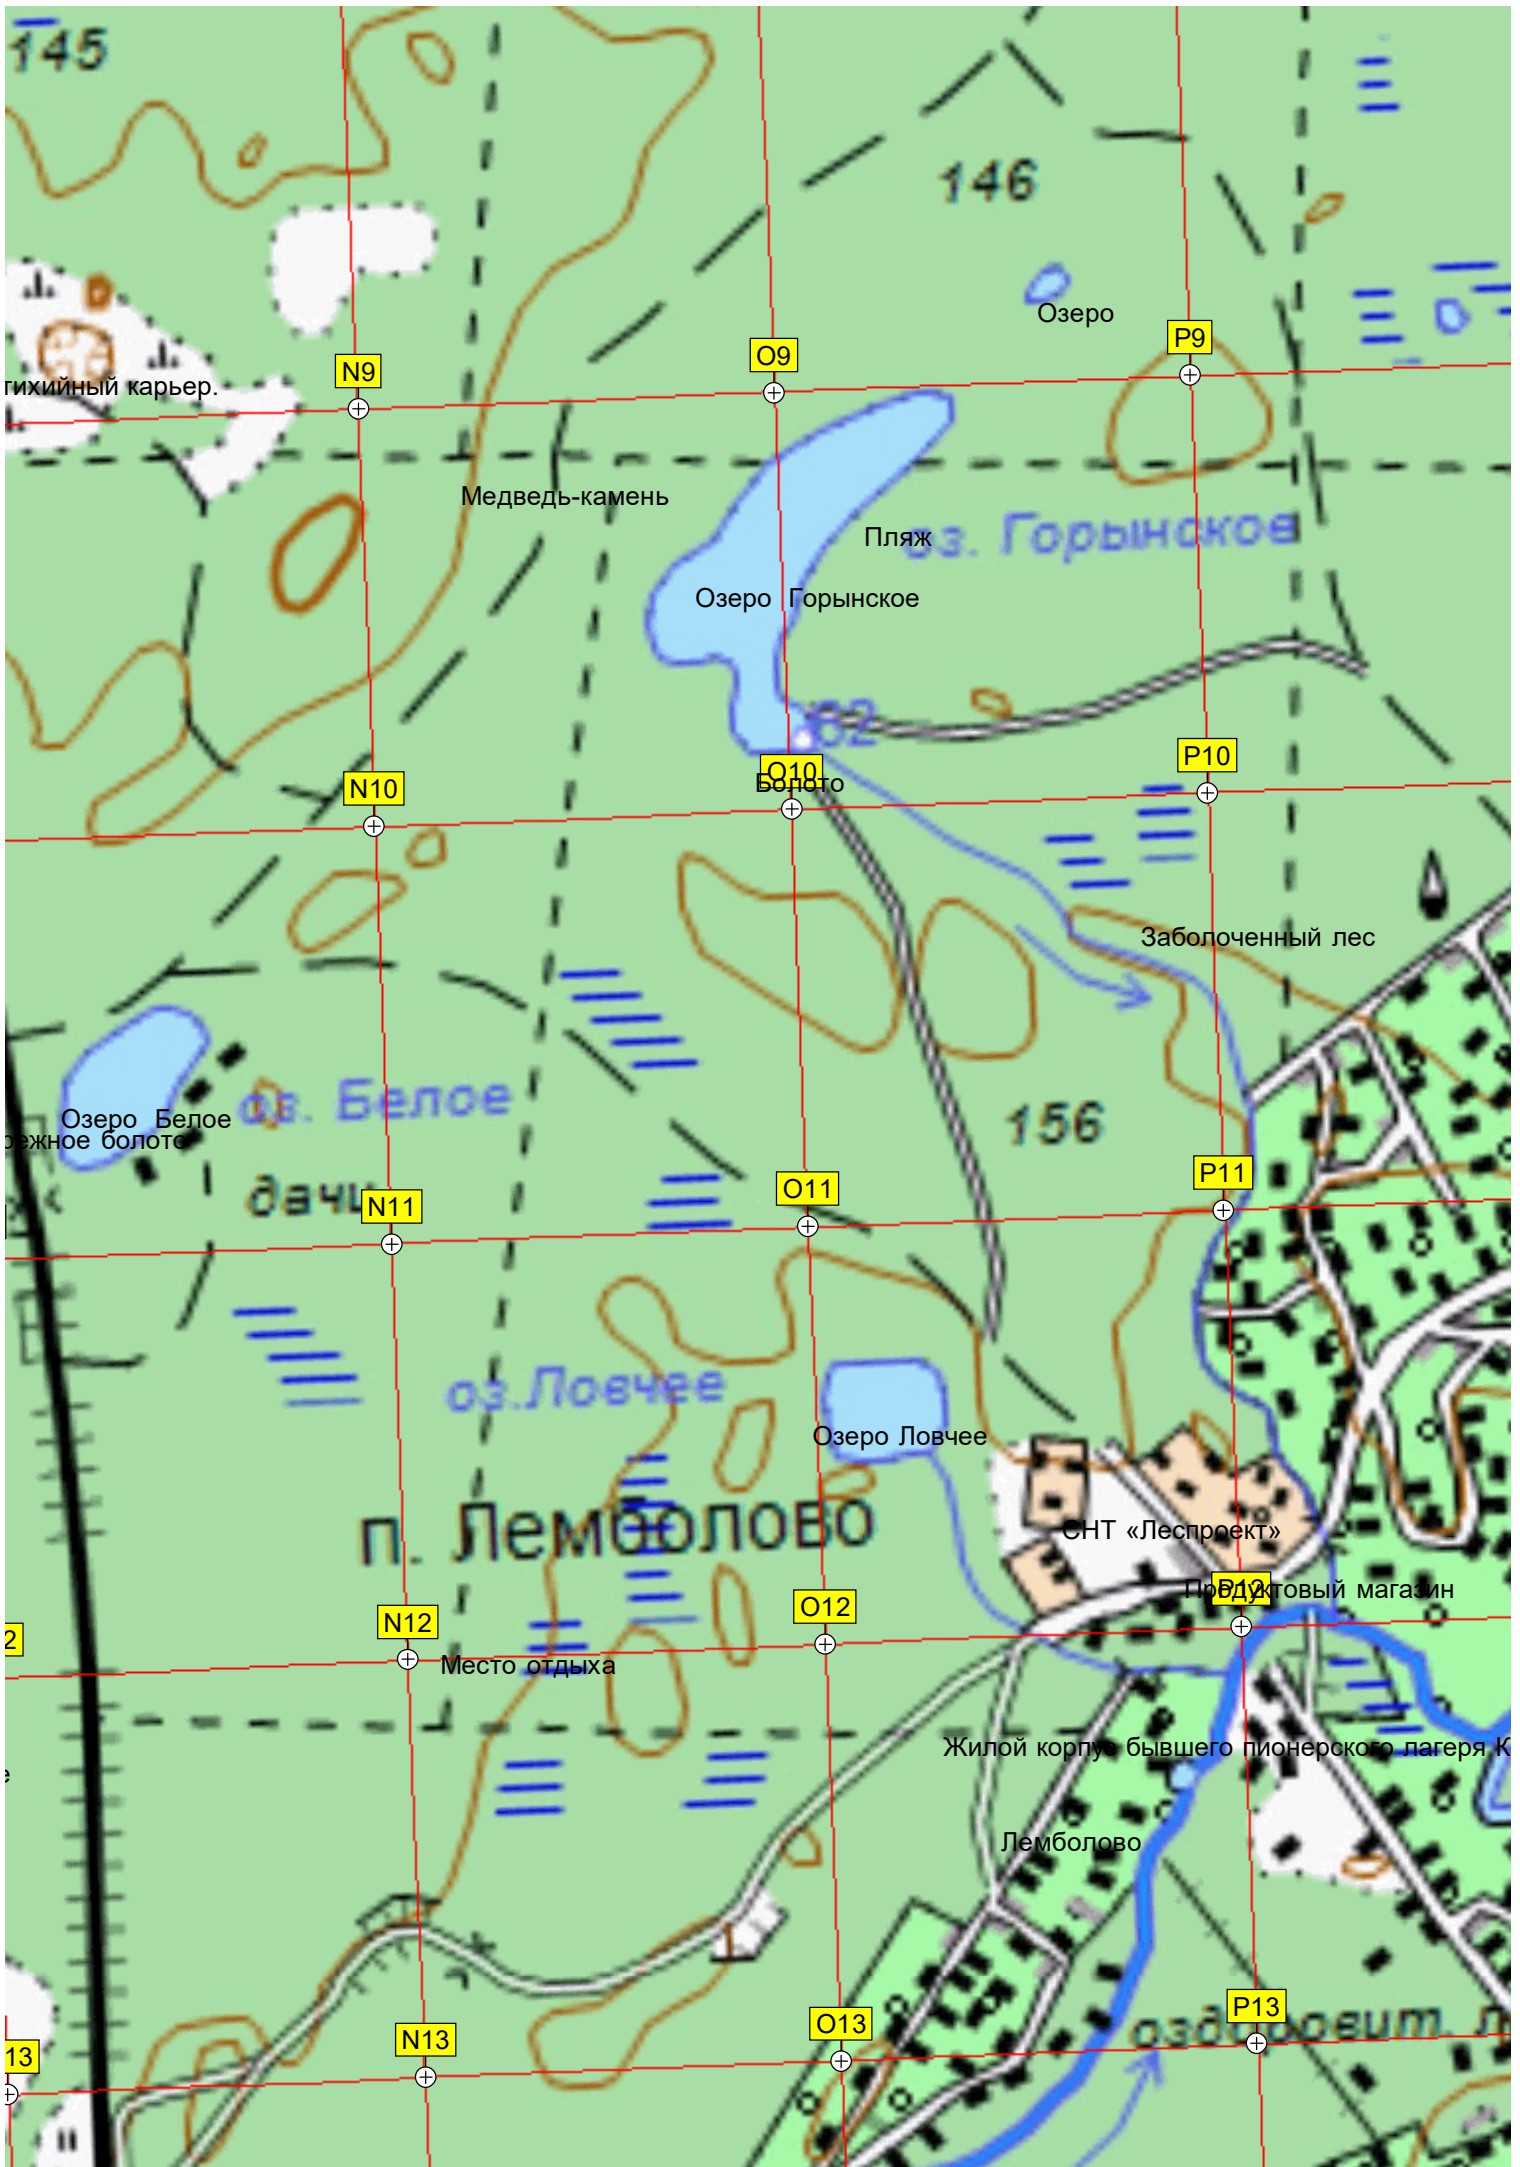 145
146
Озеро
P9
O9
N9
тихийный карьер.
Медведь-камень
оз. Горынское
Пляж
Озеро Горынское
62
P10
O10
Болото
N10
Заболоченный лес
оз. Белое
Озеро Белое
режное болото
156
дачи
P11
O11
N11
оз.Ловчее
Озеро Ловчее
п. Лемболово
СНТ «Леспроект»
P12
Продуктовый магазин
O12
N12
2
Место отдыха
Жилой корпус бывшего пионерского лагеря К
е
Лемболово
P13
оздоровит. л
O13
N13
13